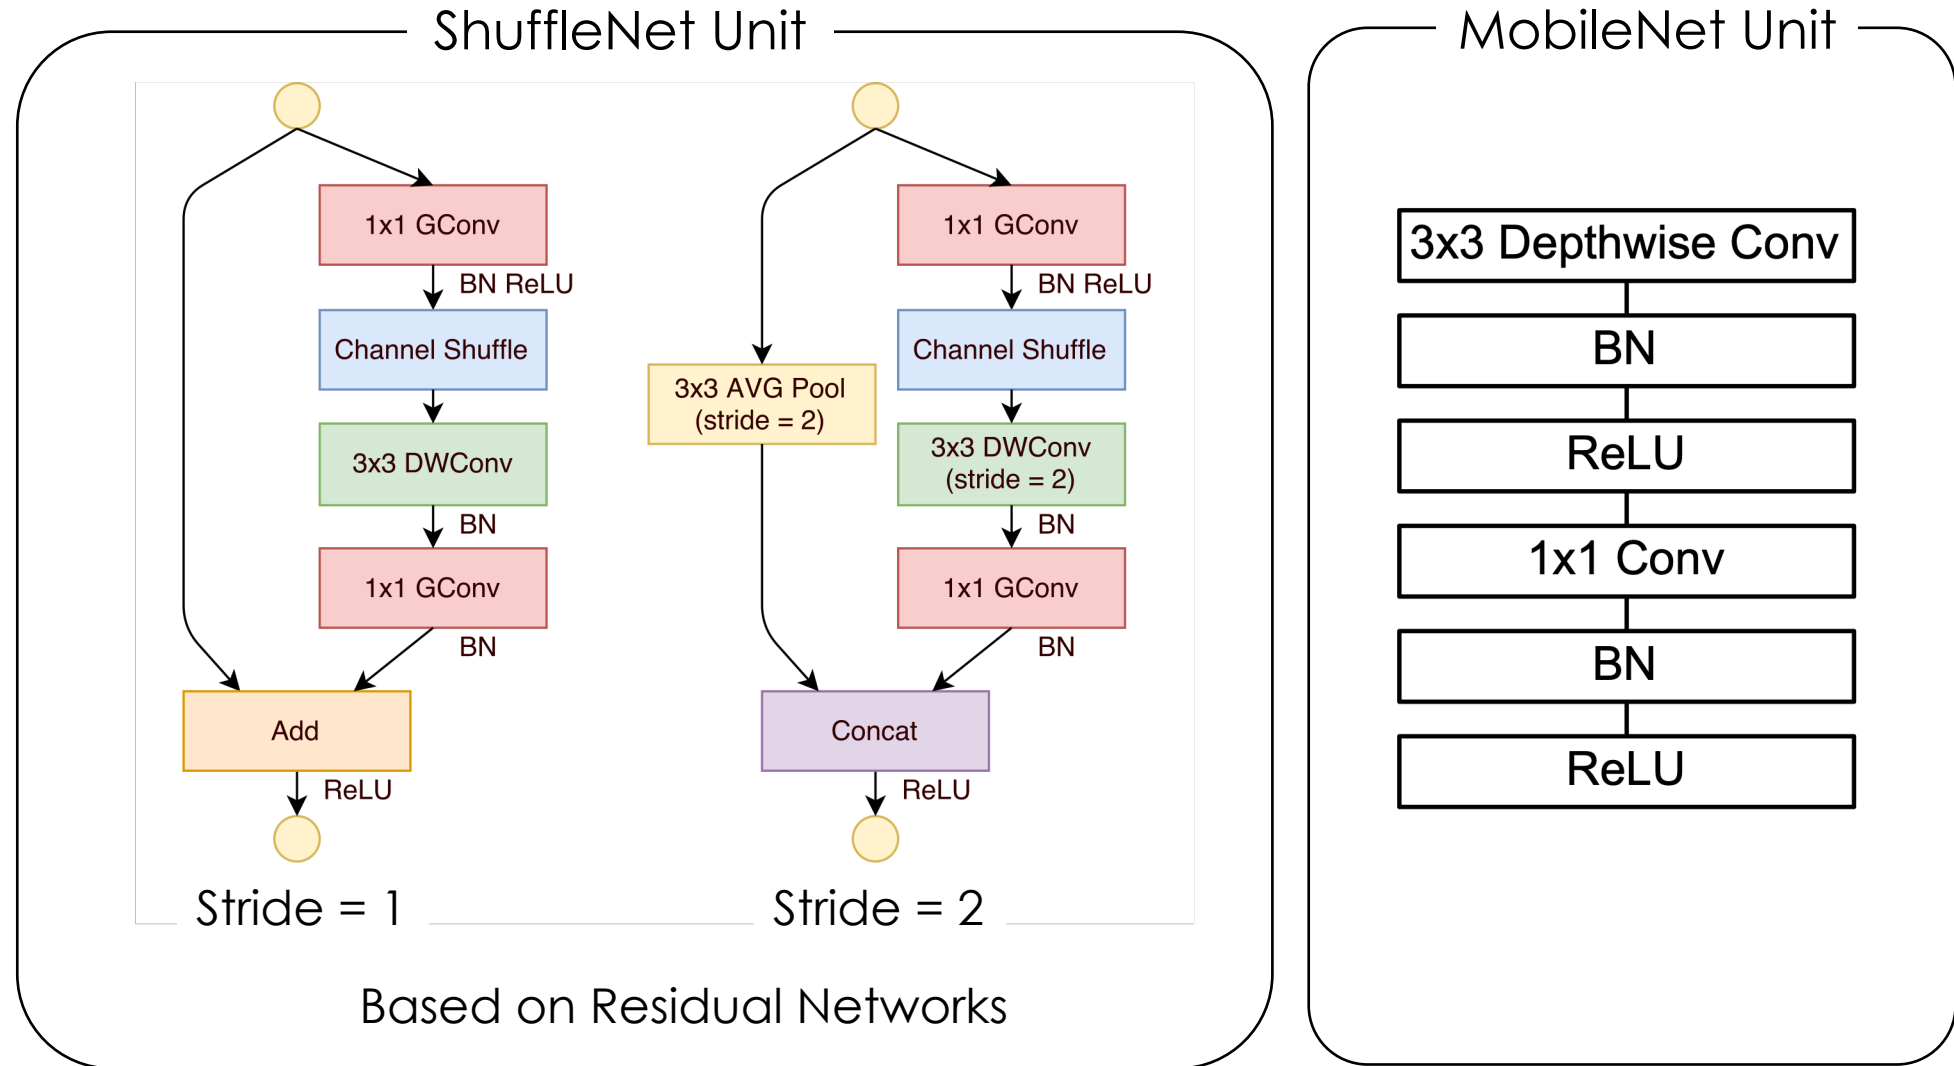 ShuffleNet Unit
1x1 GConv
BN ReLU
Channel Shuffle
3x3 DWConv
BN
1x1 GConv
BN
Add
ReLU
Stride = 1
1x1 GConv
BN ReLU
Channel Shuffle
3x3 AVG Pool
(stride = 2)
3x3 DWConv
(stride = 2)
BN
1x1 GConv
BN
Concat
ReLU
Stride = 2
Based on Residual Networks
MobileNet Unit
3x3 Depthwise Conv
BN
ReLU
1x1 Conv
BN
ReLU